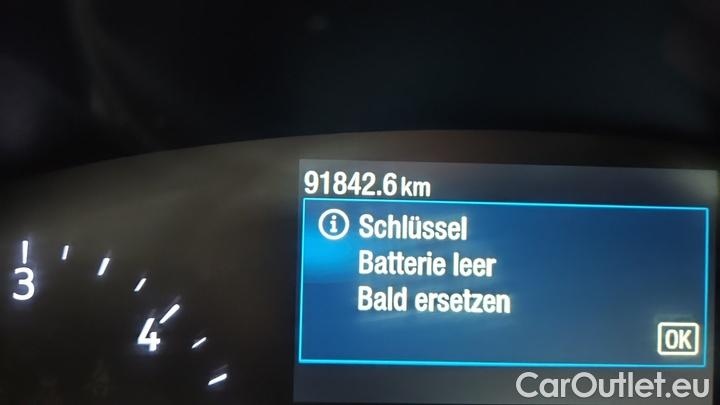 91842.6 km
Schlüssel
Batterie leer
Bald ersetzen
OK
3
4
CarOutlet.eu